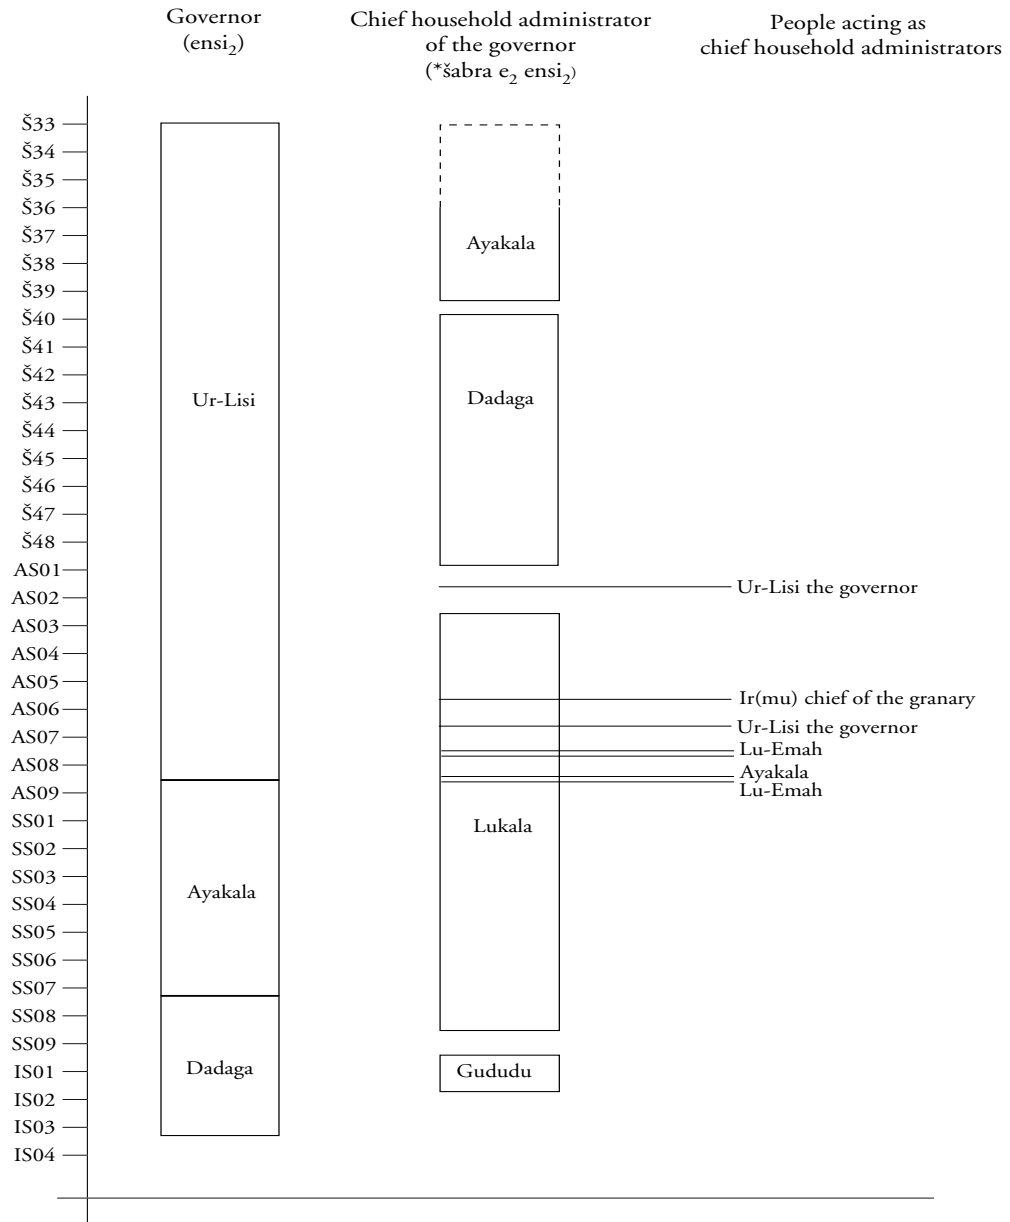 Governor
(ensi₂)
Chief household administrator
of the governor
(*šabra e₂ ensi₂)
People acting as
chief household administrators
Š33
Š34
Š35
Š36
Š37
Š38
Š39
Š40
Š41
Š42
Š43
Š44
Š45
Š46
Š47
Š48
AS01
AS02
AS03
AS04
AS05
AS06
AS07
AS08
AS09
SS01
SS02
SS03
SS04
SS05
SS06
SS07
SS08
SS09
IS01
IS02
IS03
IS04
Ur-Lisi
Ayakala
Dadaga
Ayakala
Dadaga
Lukala
Gududu
Ur-Lisi the governor
Ir(mu) chief of the granary
Ur-Lisi the governor
Lu-Emah
Ayakala
Lu-Emah